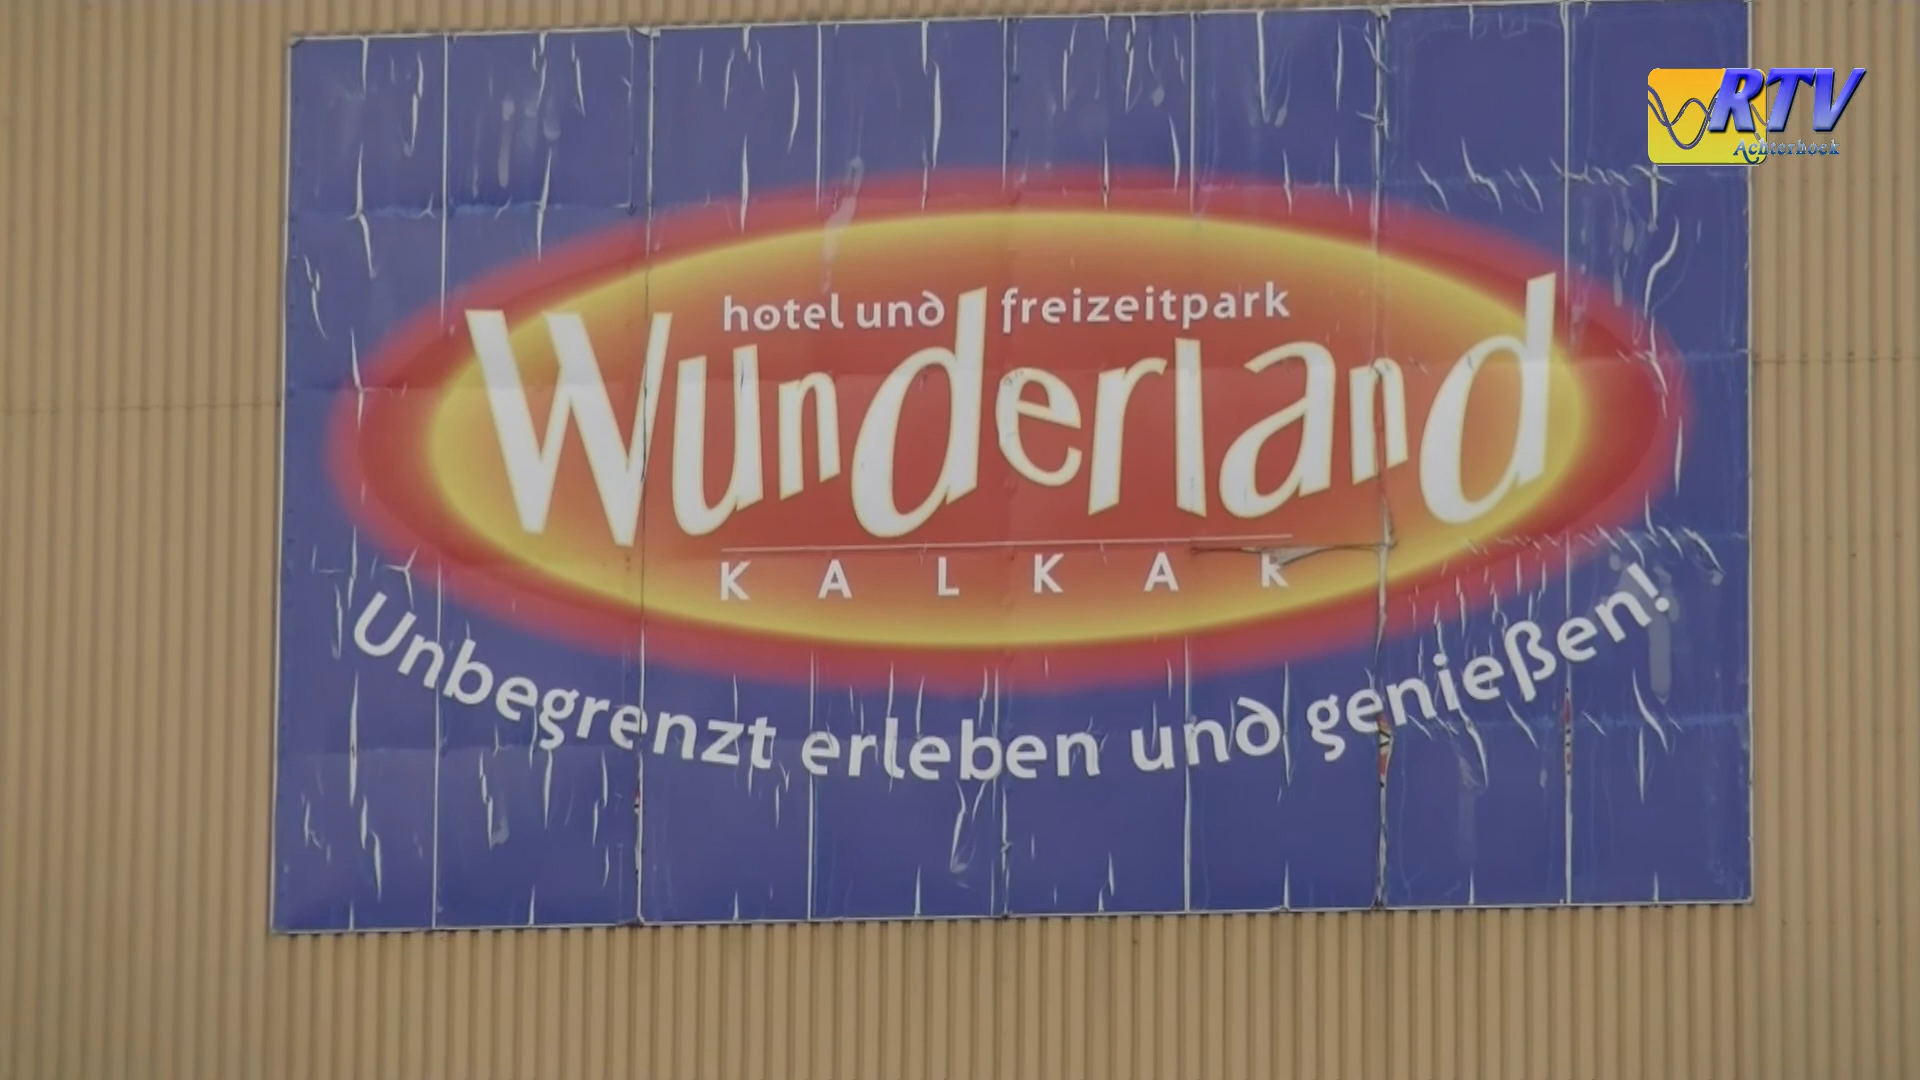 RTV
Achterhoek
hotel und freizeitpark
Wunderland
KALKAR
Unbegrenzt erleben und genießen!